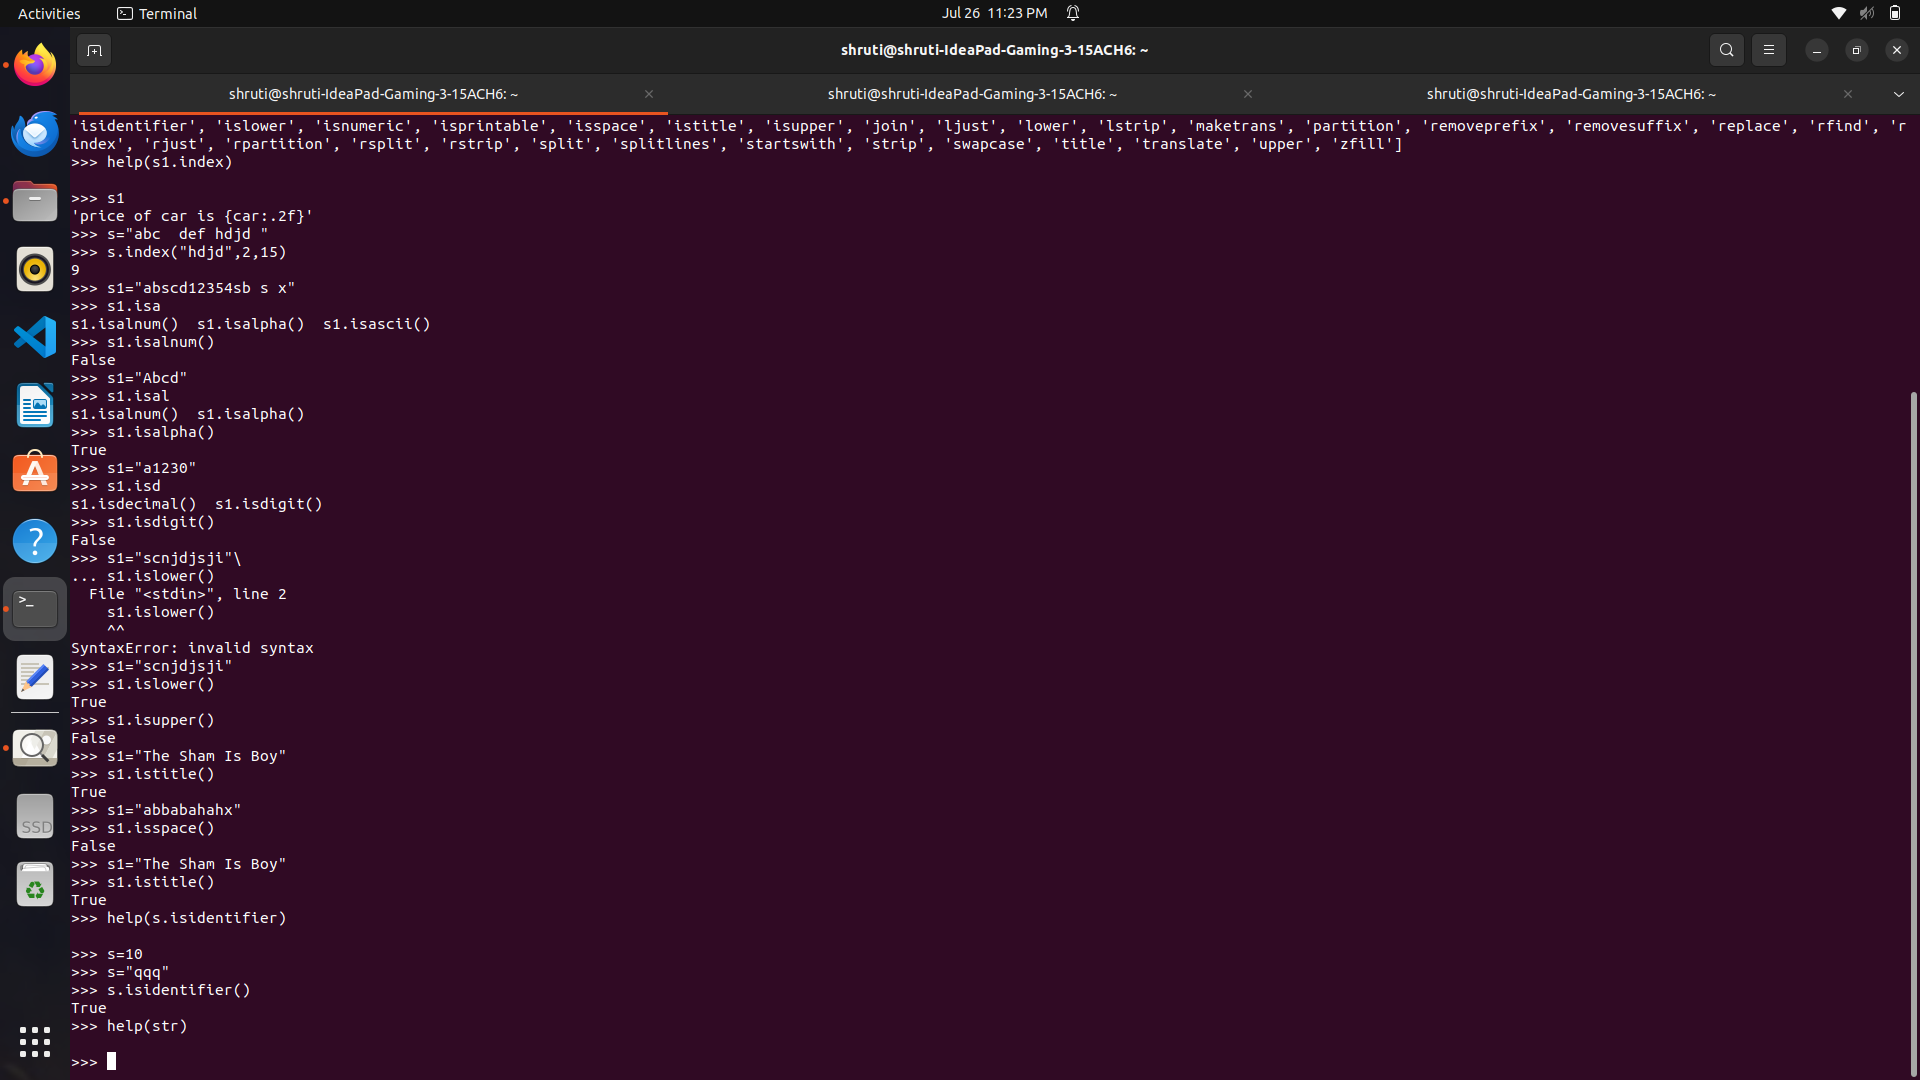 Activities
Terminal
Jul 26 11:23 PM
shruti@shruti-IdeaPad-Gaming-3-15ACH6: ~
shruti@shruti-IdeaPad-Gaming-3-15ACH6: ~
shruti@shruti-IdeaPad-Gaming-3-15ACH6: ~
shruti@shruti-IdeaPad-Gaming-3-15ACH6: ~
'isidentifier', 'islower', 'isnumeric', 'isprintable', 'isspace', 'istitle', 'isupper', 'join', 'ljust', 'lower', 'lstrip', 'maketrans', 'partition', 'removeprefix', 'removesuffix', 'replace', 'rfind', 'r
index', 'rjust', 'rpartition', 'rsplit', 'rstrip', 'split', 'splitlines', 'startswith', 'strip', 'swapcase', 'title', 'translate', 'upper', 'zfill']
>>> help(s1.index)
>>> s1
'price of car is {car:.2f}'
>>> s="abc  def hdjd "
>>> s.index("hdjd",2,15)
9
>>> s1="abscd12354sb s x"
>>> s1.isa
s1.isalnum()  s1.isalpha()  s1.isascii()
>>> s1.isalnum()
False
>>> s1="Abcd"
>>> s1.isal
s1.isalnum()  s1.isalpha()
>>> s1.isalpha()
True
>>> s1="a1230"
>>> s1.isd
s1.isdecimal()  s1.isdigit()
>>> s1.isdigit()
False
>>> s1="scnjdjsji"\
... s1.islower()
  File "<stdin>", line 2
    s1.islower()
    ^^
SyntaxError: invalid syntax
>>> s1="scnjdjsji"
>>> s1.islower()
True
>>> s1.isupper()
False
>>> s1="The Sham Is Boy"
>>> s1.istitle()
True
>>> s1="abbabahahx"
>>> s1.isspace()
False
>>> s1="The Sham Is Boy"
>>> s1.istitle()
True
>>> help(s.isidentifier)
>>> s=10
>>> s="qqq"
>>> s.isidentifier()
True
>>> help(str)
>>>
SSD